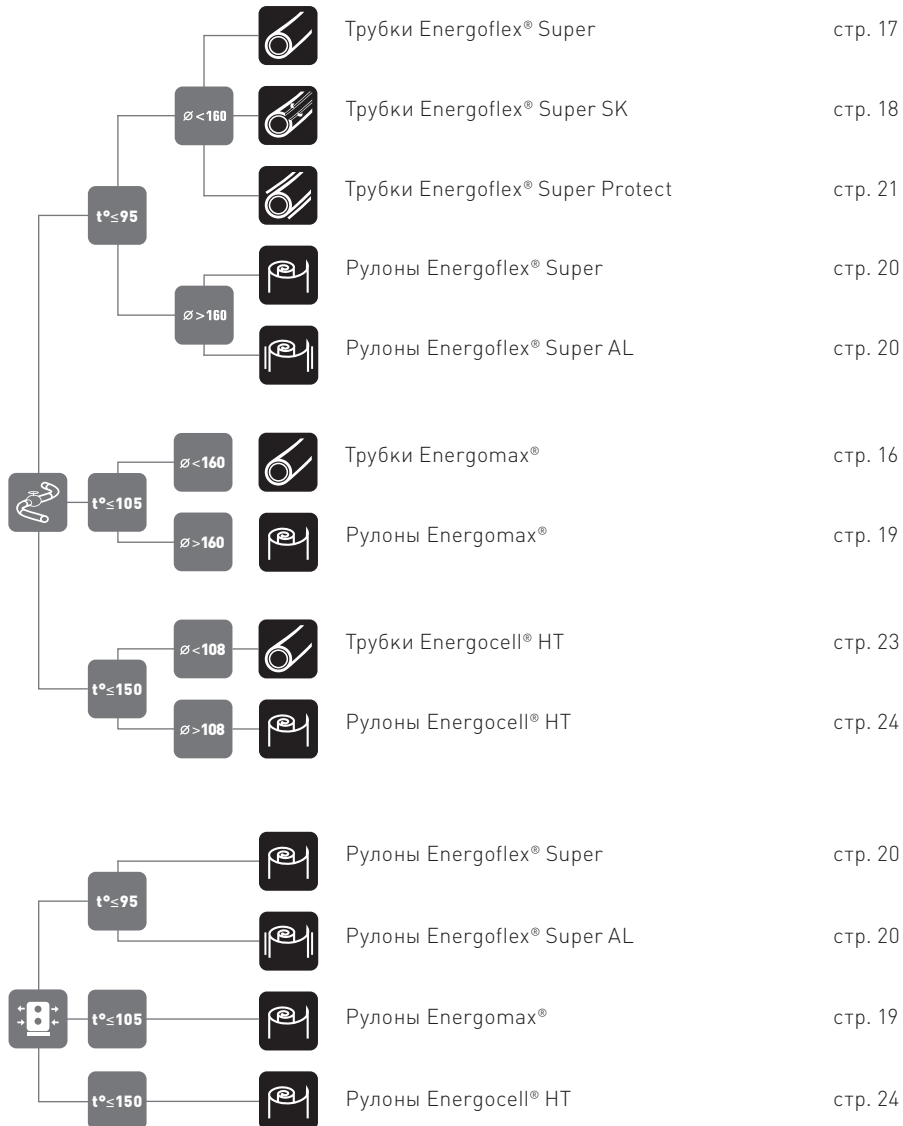 Трубки Energoflex® Super стр. 17
ø<160 Трубки Energoflex® Super SK стр. 18
Трубки Energoflex® Super Protect стр. 21
t°≤95
Рулоны Energoflex® Super стр. 20
ø>160
Рулоны Energoflex® Super AL стр. 20
ø<160 Трубки Energomax® стр. 16
t°≤105
ø>160 Рулоны Energomax® стр. 19
ø<108 Трубки Energocell® HT стр. 23
t°≤150
ø>108 Рулоны Energocell® HT стр. 24
Рулоны Energoflex® Super стр. 20
t°≤95
Рулоны Energoflex® Super AL стр. 20
t°≤105 Рулоны Energomax® стр. 19
t°≤150 Рулоны Energocell® HT стр. 24